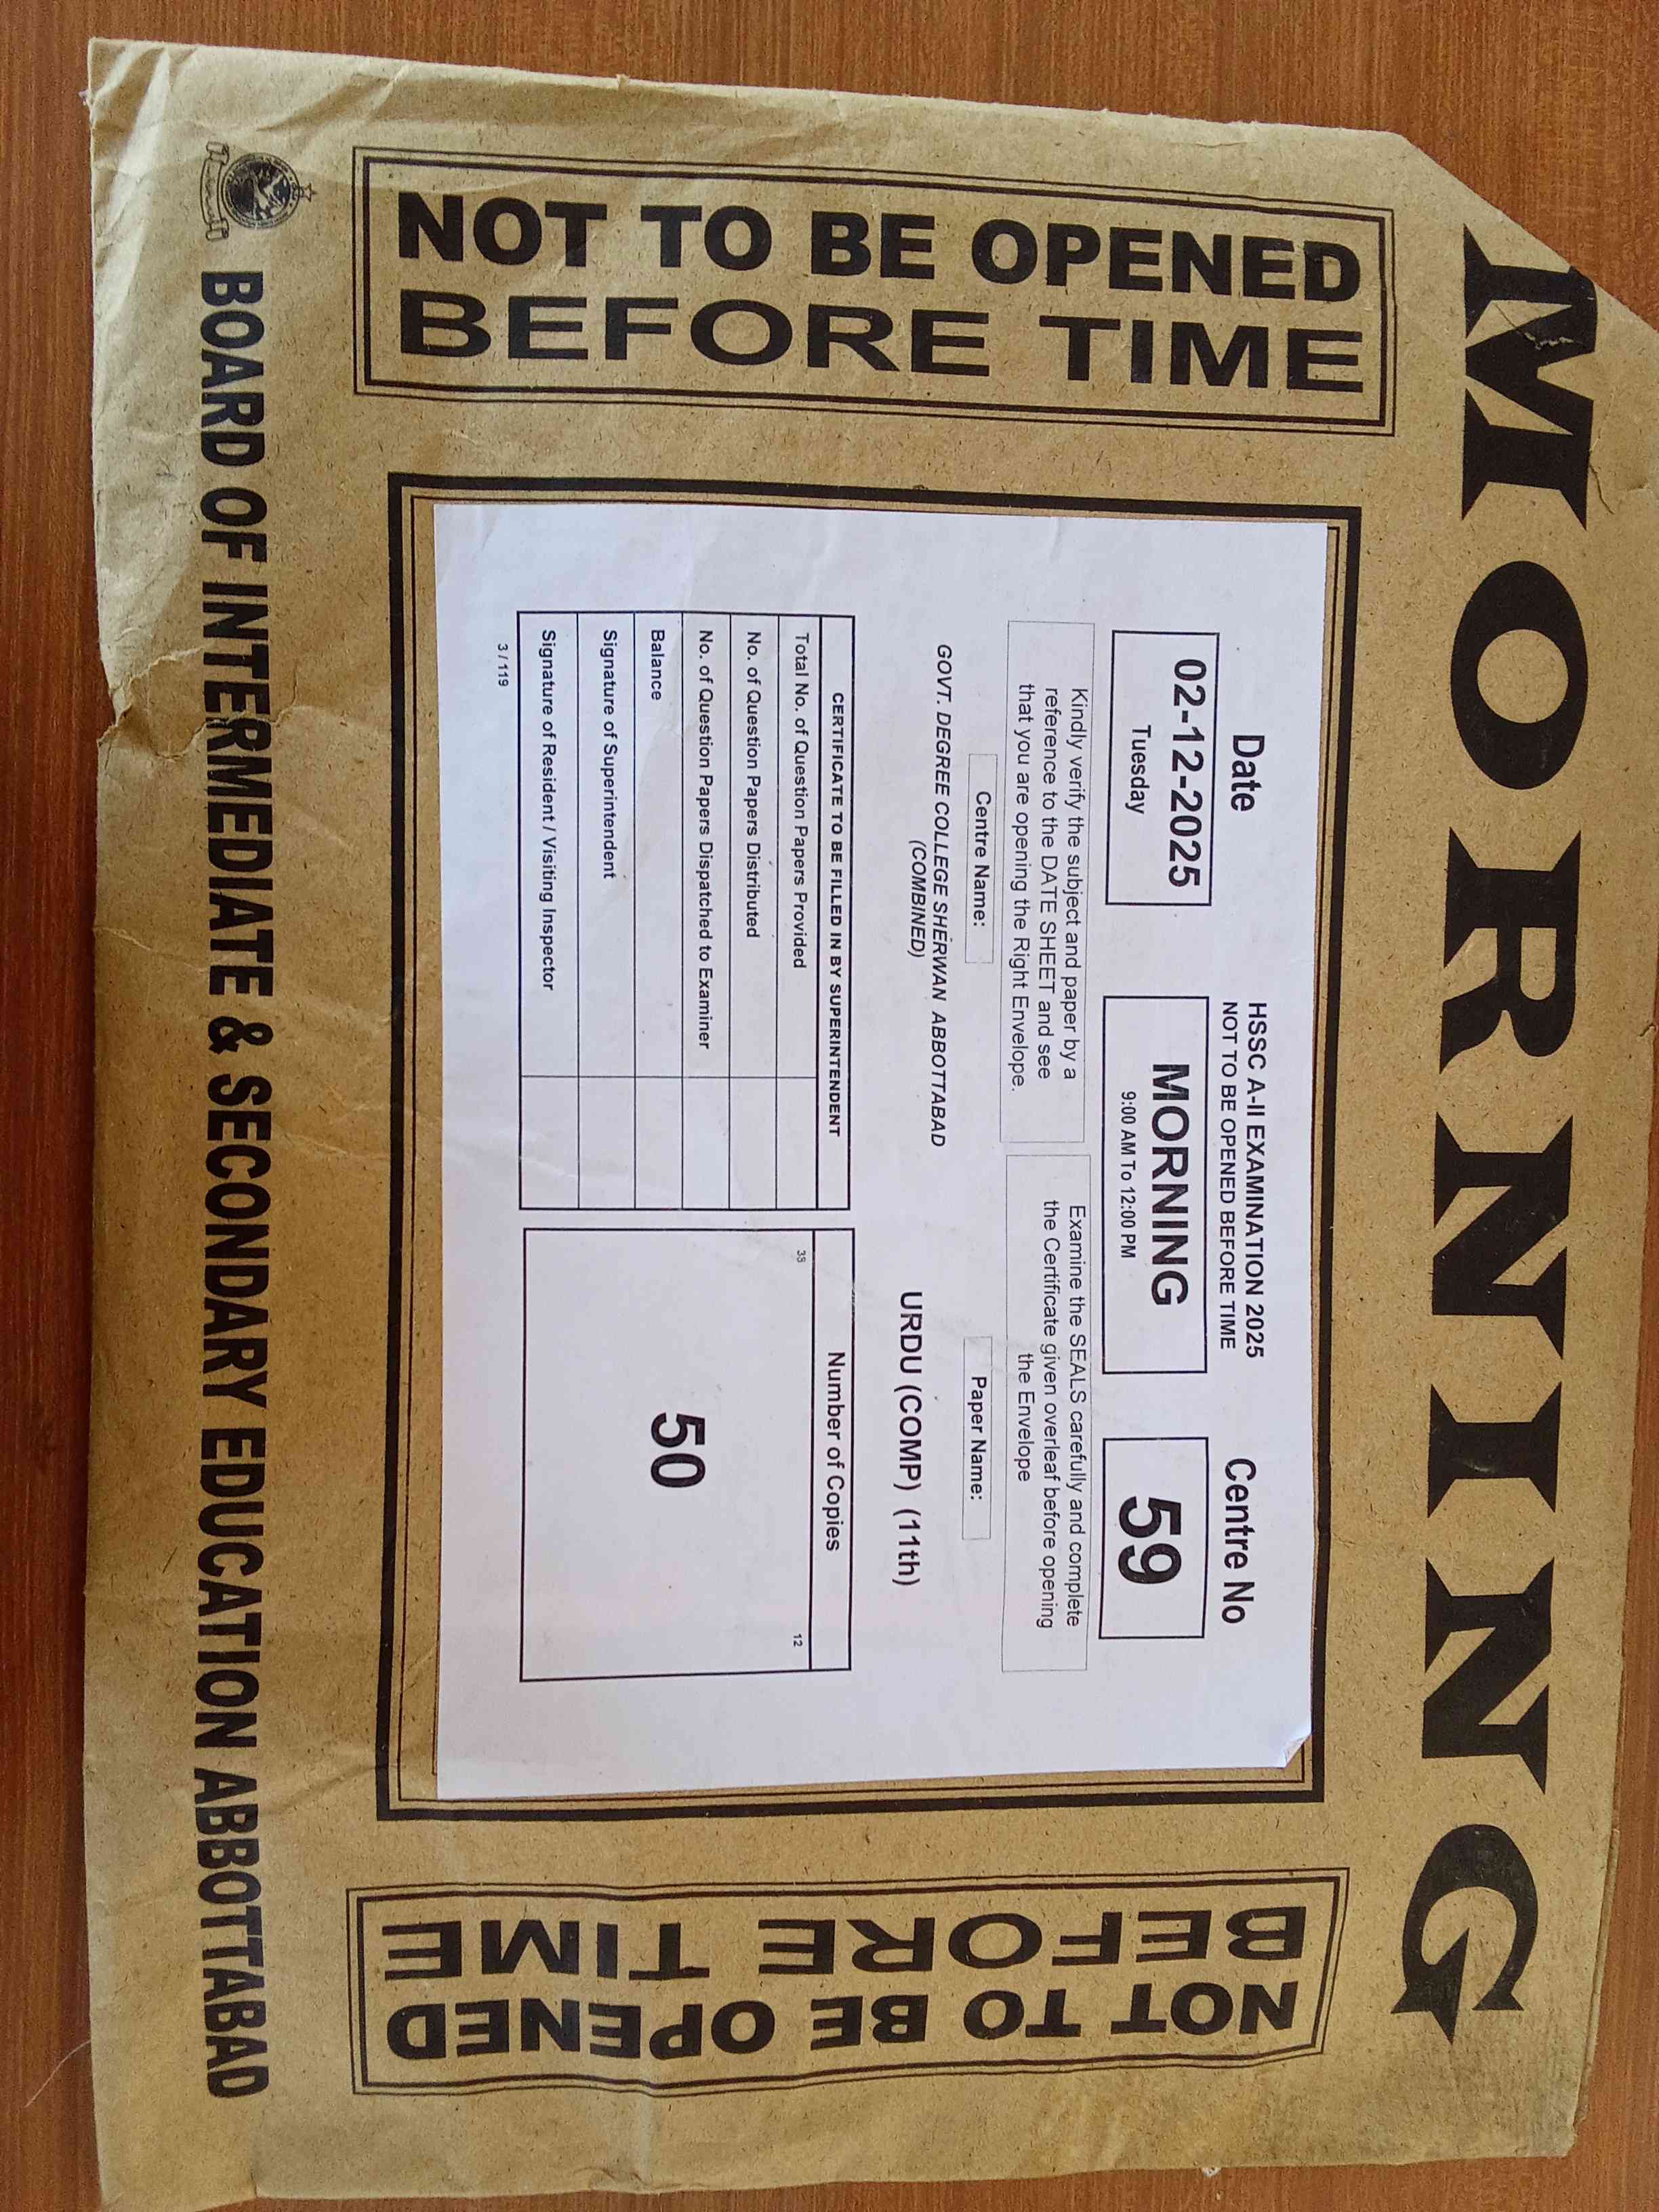 MORNING
NOT TO BE OPENED
BEFORE TIME
Date
02-12-2025
Tuesday
HSSC A-II EXAMINATION 2025
NOT TO BE OPENED BEFORE TIME
MORNING
9:00 AM To 12:00 PM
Centre No
59
Kindly verify the subject and paper by a
reference to the DATE SHEET and see
that you are opening the Right Envelope.
Examine the SEALS carefully and complete
the Certificate given overleaf before opening
the Envelope
Centre Name:
GOVT. DEGREE COLLEGE SHERWAN ABBOTTABAD
(COMBINED)
Paper Name:
URDU (COMP) (11th)
CERTIFICATE TO BE FILLED IN BY SUPERINTENDENT
Total No. of Question Papers Provided
No. of Question Papers Distributed
No. of Question Papers Dispatched to Examiner
Balance
Signature of Superintendent
Signature of Resident / Visiting Inspector
3 / 119
Number of Copies
12
50
NOT TO BE OPENED
BEFORE TIME
BOARD OF INTERMEDIATE & SECONDARY EDUCATION ABBOTTABAD